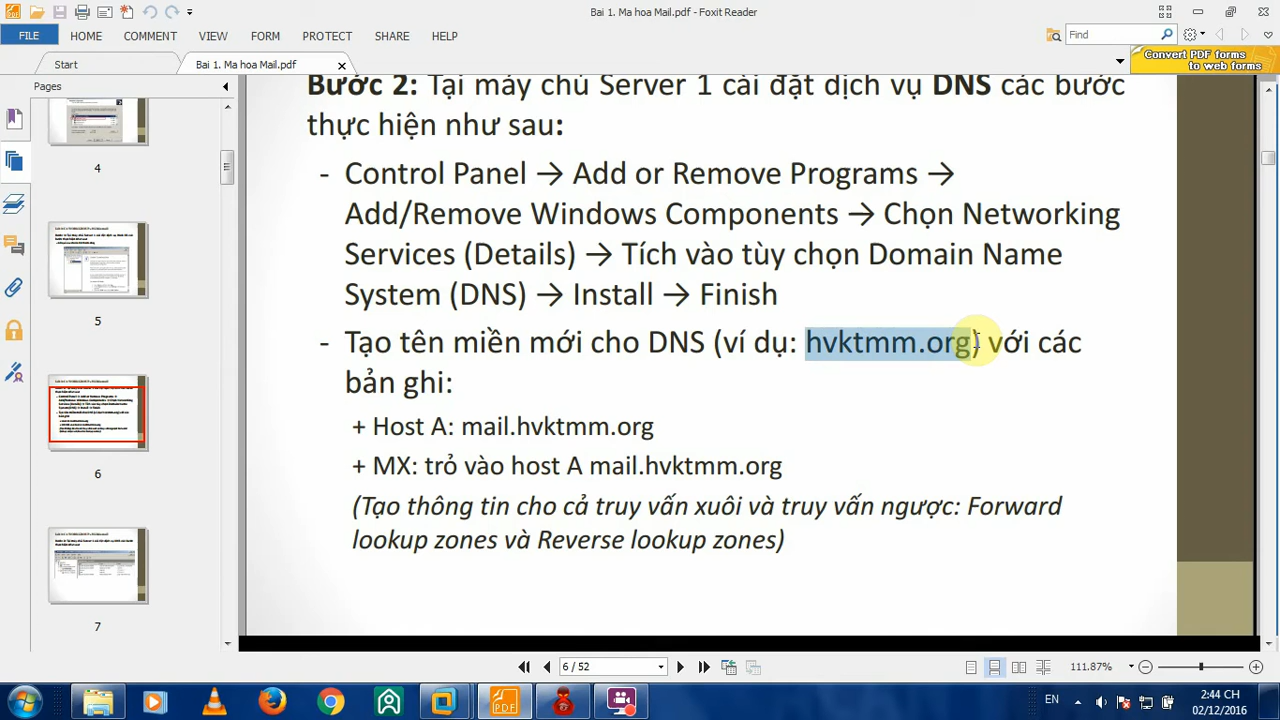 Bai 1. Ma hoa Mail.pdf - Foxit Reader
FILE HOME COMMENT VIEW FORM PROTECT SHARE HELP
Find
Start
Bai 1. Ma hoa Mail.pdf
Convert PDF forms
to web forms
Pages
4
5
6
7
Bước 2: Tại máy chủ Server 1 cài đặt dịch vụ DNS các bước
thực hiện như sau:
- Control Panel → Add or Remove Programs →
Add/Remove Windows Components → Chọn Networking
Services (Details) → Tích vào tùy chọn Domain Name
System (DNS) → Install → Finish
- Tạo tên miền mới cho DNS (ví dụ: hvktmm.org) với các
bản ghi:
+ Host A: mail.hvktmm.org
+ MX: trỏ vào host A mail.hvktmm.org
(Tạo thông tin cho cả truy vấn xuôi và truy vấn ngược: Forward
lookup zones và Reverse lookup zones)
6 / 52
111.87%
EN
2:44 CH
02/12/2016